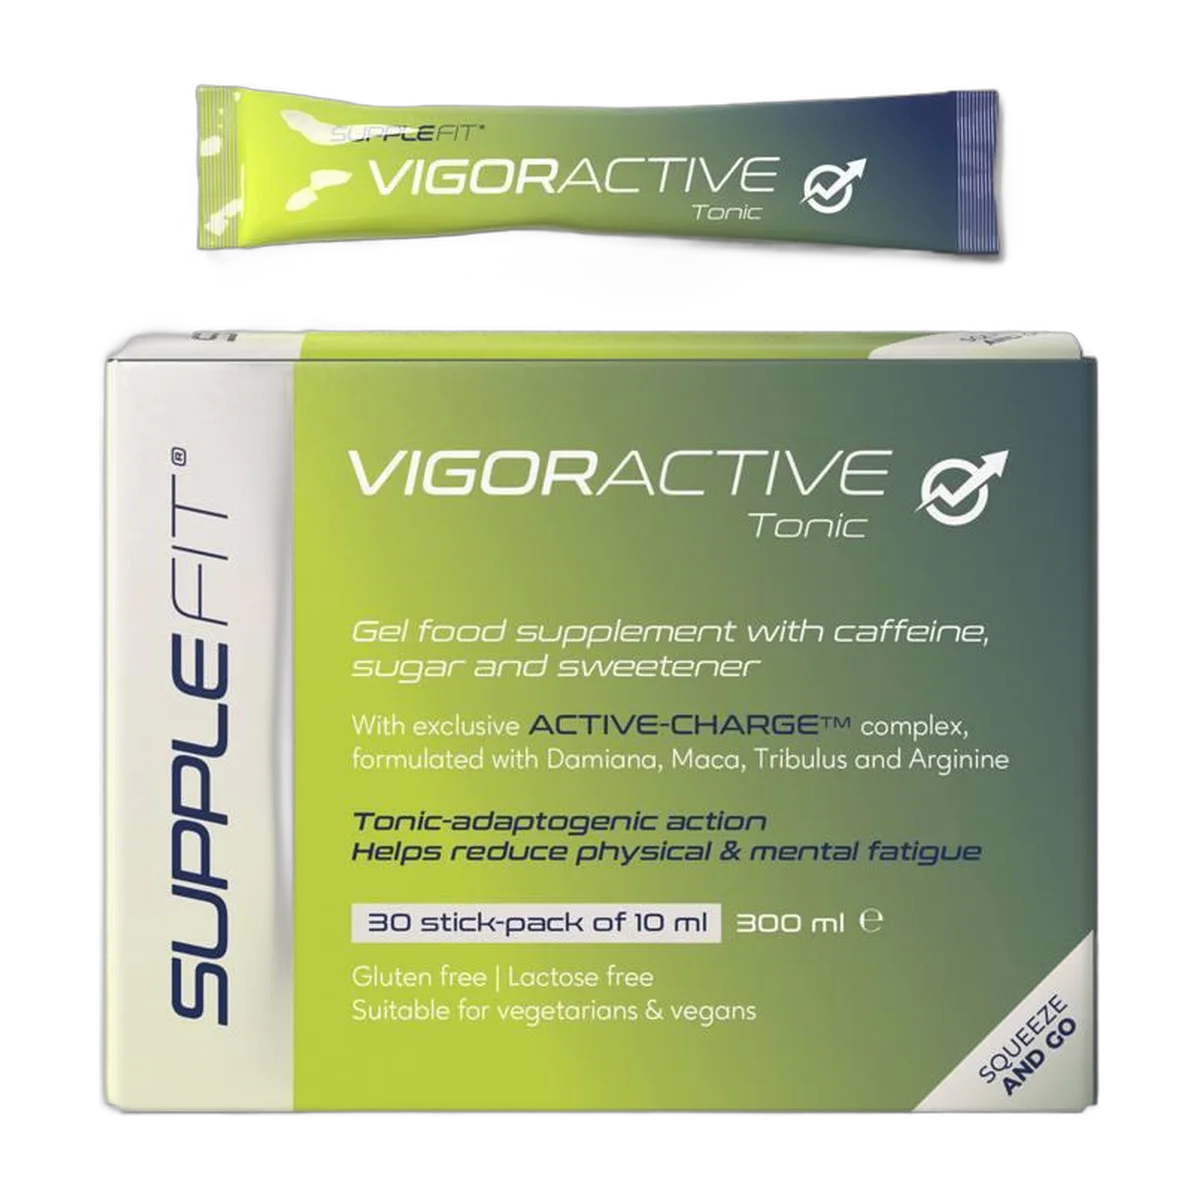 SUPPLEFIT®
VIGORACTIVE
Tonic
SUPPLEFIT®
VIGORACTIVE
Tonic
Gel food supplement with caffeine,
sugar and sweetener
With exclusive ACTIVE-CHARGE™ complex,
formulated with Damiana, Maca, Tribulus and Arginine
Tonic-adaptogenic action
Helps reduce physical & mental fatigue
30 stick-pack of 10 ml 300 ml ℮
Gluten free | Lactose free
Suitable for vegetarians & vegans
SQUEEZE
AND GO